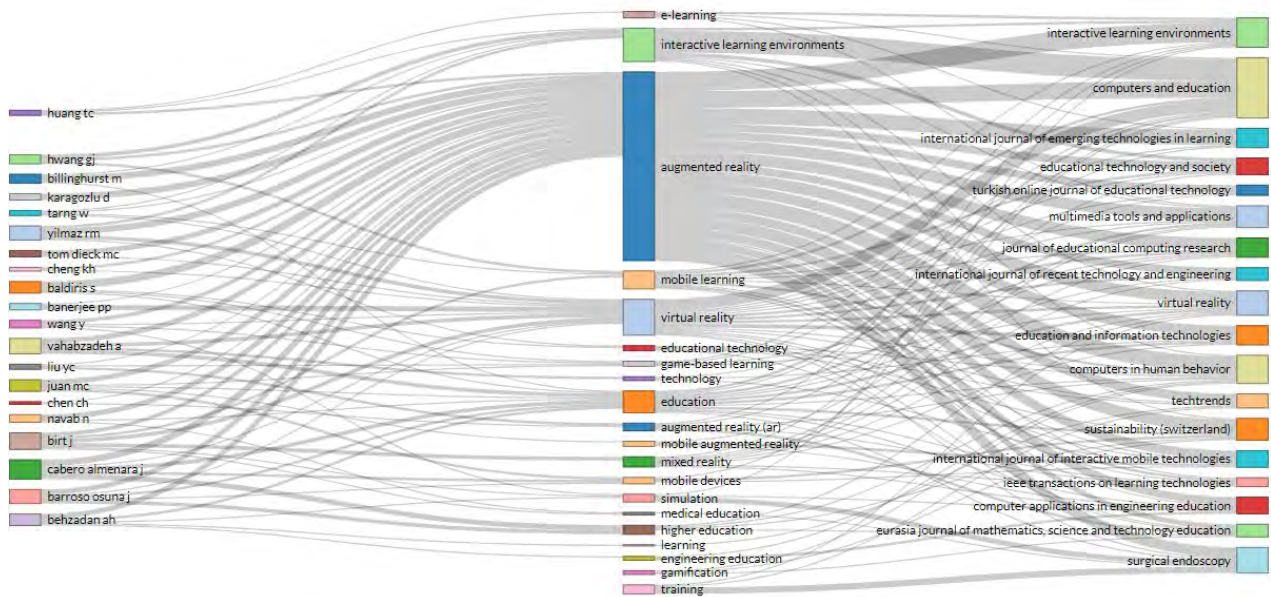 huang tc
hwang gj
billinghurst m
karagozlu d
tarng w
yilmaz rm
tom dieck mc
cheng kh
baldiris s
banerjee pp
wang y
vahabzadeh a
liu yc
juan mc
chen ch
navab n
birt j
cabero almenara j
barroso osuna j
behzadan ah
e-learning
interactive learning environments
augmented reality
mobile learning
virtual reality
educational technology
game-based learning
technology
education
augmented reality (ar)
mobile augmented reality
mixed reality
mobile devices
simulation
medical education
higher education
learning
engineering education
gamification
training
interactive learning environments
computers and education
international journal of emerging technologies in learning
educational technology and society
turkish online journal of educational technology
multimedia tools and applications
journal of educational computing research
international journal of recent technology and engineering
virtual reality
education and information technologies
computers in human behavior
techtrends
sustainability (switzerland)
international journal of interactive mobile technologies
ieee transactions on learning technologies
computer applications in engineering education
eurasia journal of mathematics, science and technology education
surgical endoscopy